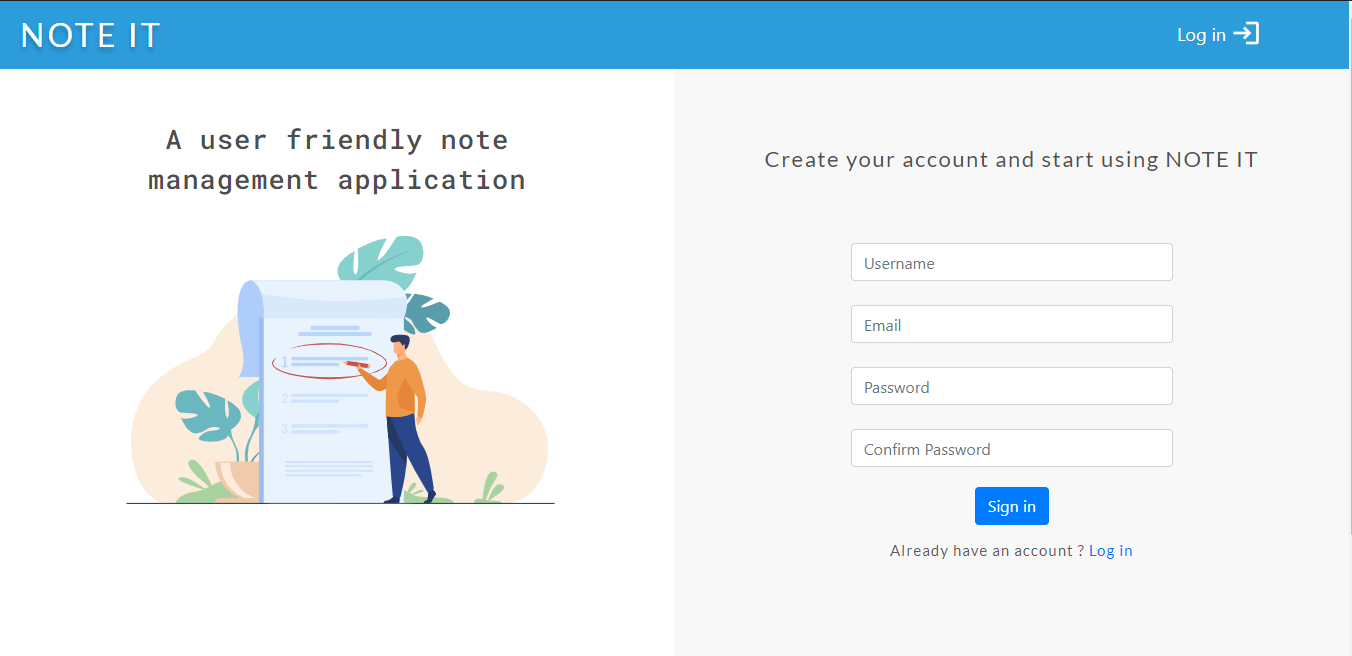 NOTE IT
Log in
A user friendly note
management application
1
2
3
Create your account and start using NOTE IT
Username
Email
Password
Confirm Password
Sign in
Already have an account ? Log in